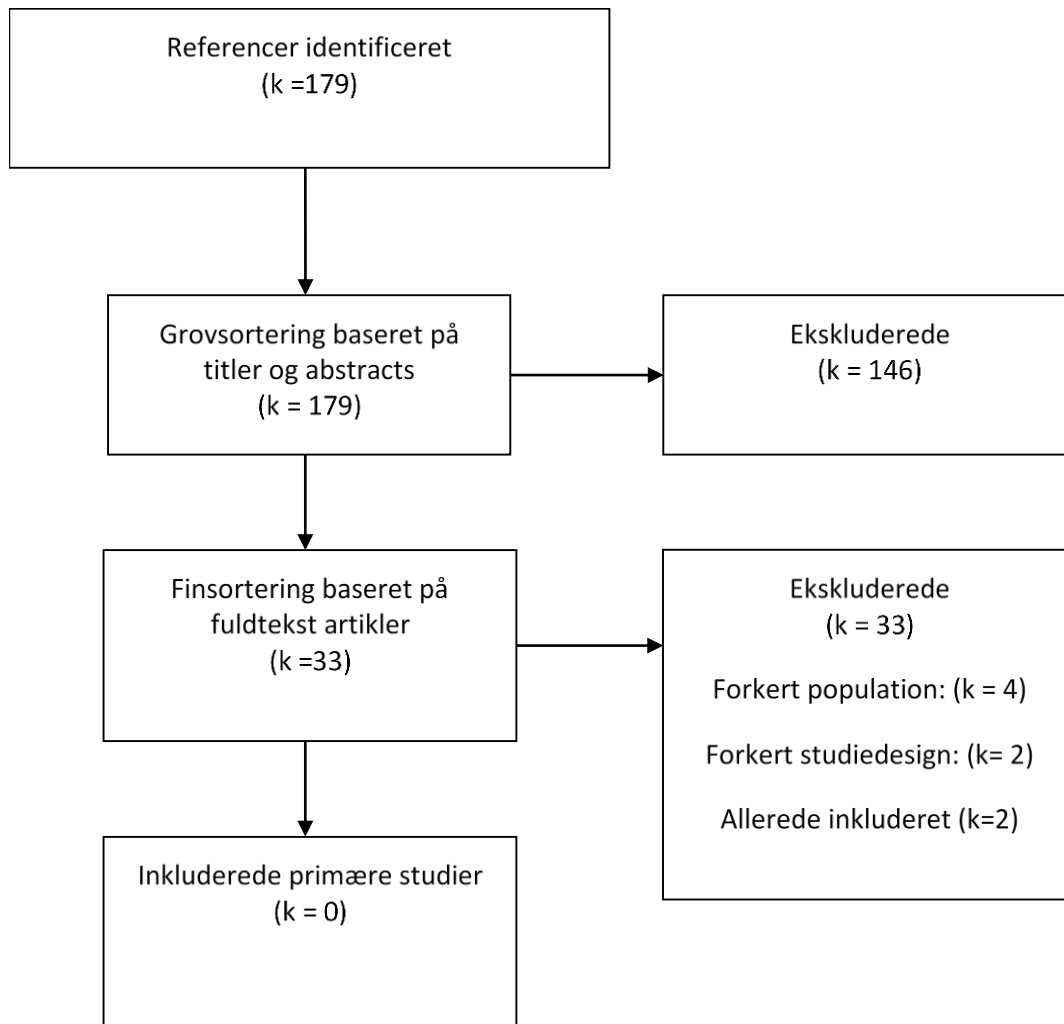 Referencer identificeret
(k =179)
Grovsortering baseret på
titler og abstracts
(k = 179)
Ekskluderede
(k = 146)
Finsortering baseret på
fuldtekst artikler
(k =33)
Ekskluderede
(k = 33)
Forkert population: (k = 4)
Forkert studiedesign: (k= 2)
Allerede inkluderet (k=2)
Inkluderede primære studier
(k = 0)